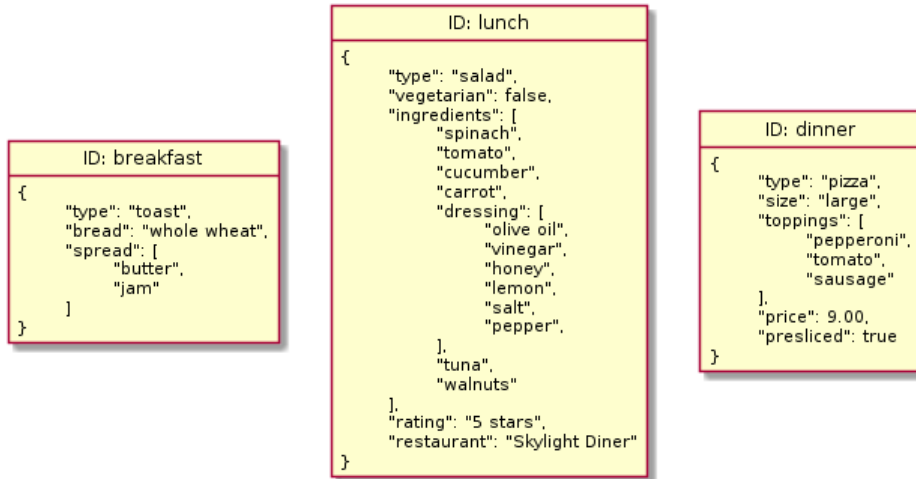 ID: breakfast
{
"type": "toast",
"bread": "whole wheat",
"spread": [
"butter",
"jam"
]
}
ID: lunch
{
"type": "salad",
"vegetarian": false,
"ingredients": [
"spinach",
"tomato",
"cucumber",
"carrot",
"dressing": [
"olive oil",
"vinegar",
"honey",
"lemon",
"salt",
"pepper",
],
"tuna",
"walnuts"
],
"rating": "5 stars",
"restaurant": "Skylight Diner"
}
ID: dinner
{
"type": "pizza",
"size": "large",
"toppings": [
"pepperoni",
"tomato",
"sausage"
],
"price": 9.00,
"presliced": true
}